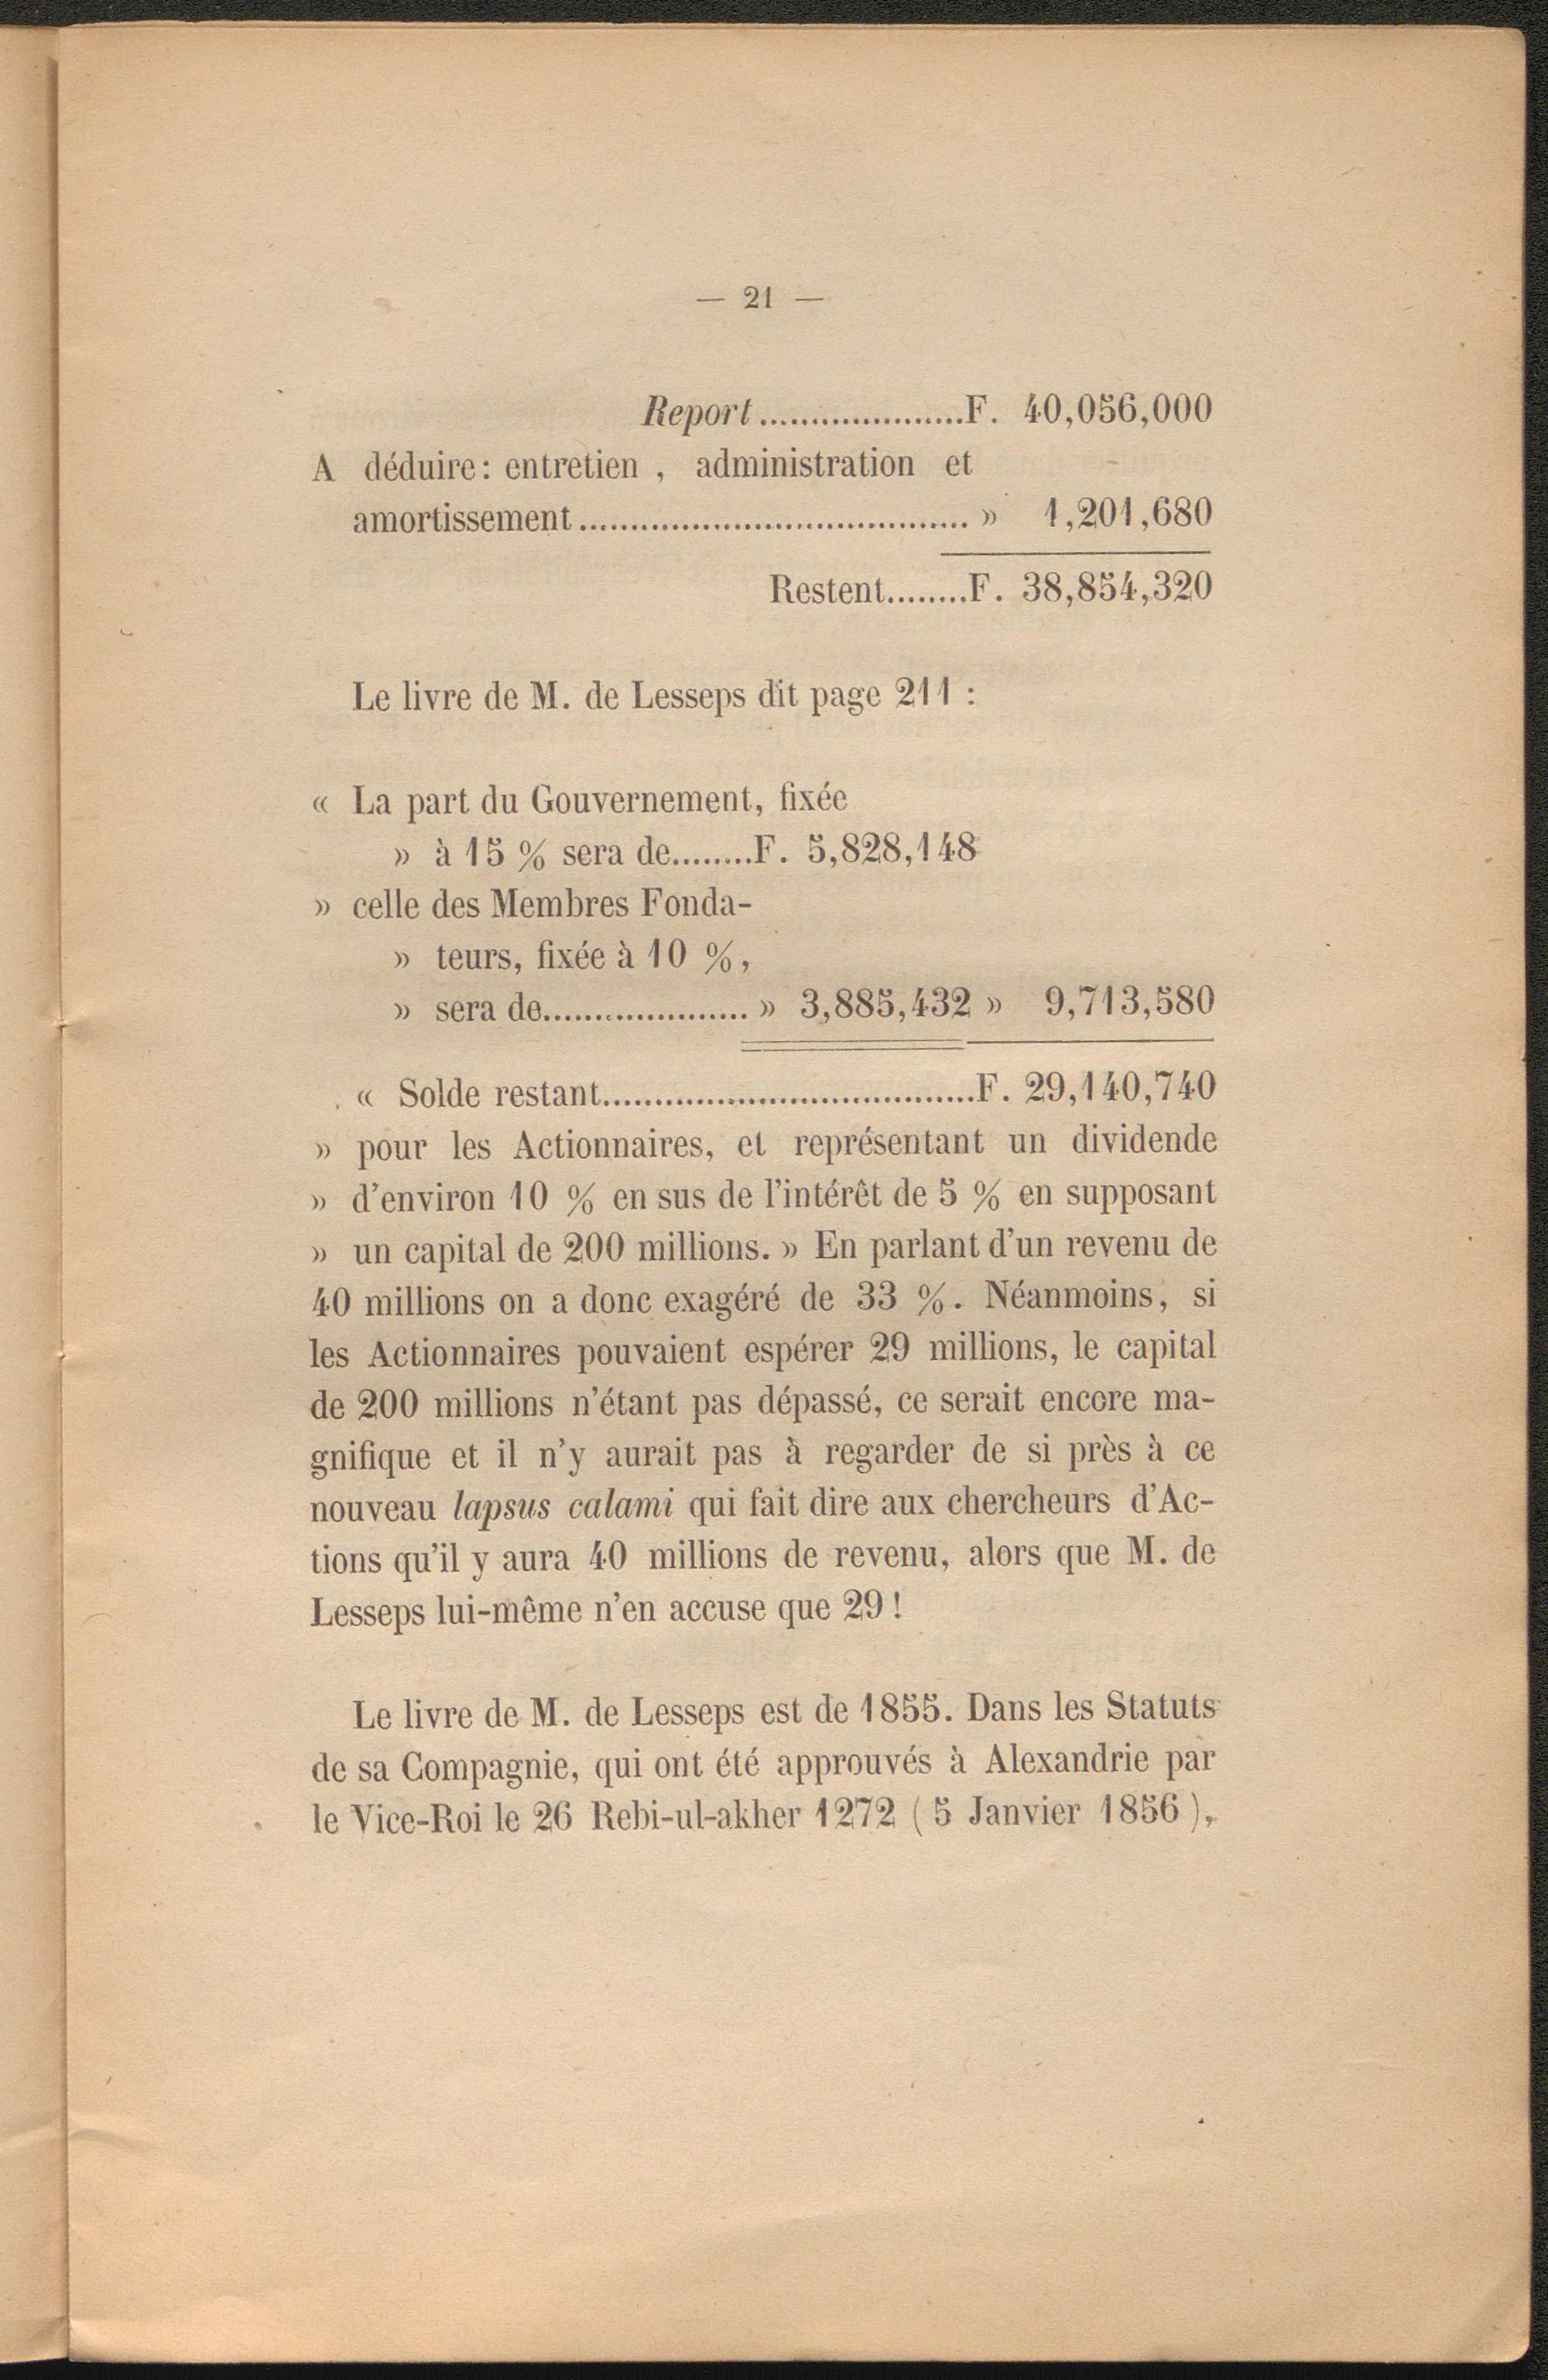 — 21 —
Report.....................F. 40,056,000
A déduire: entretien , administration et
amortissement...................................... » 1,201,680
Restent........F. 38,854,320
Le livre de M. de Lesseps dit page 211 :
« La part du Gouvernement, fixée
» à 15 % sera de........F. 5,828,148
» celle des Membres Fonda-
» teurs, fixée à 10 %,
» sera de.................... » 3,885,432 » 9,713,580
« Solde restant....................................F. 29,140,740
» pour les Actionnaires, et représentant un dividende
» d'environ 10 % en sus de l'intérêt de 5 % en supposant
» un capital de 200 millions. » En parlant d'un revenu de
40 millions on a donc exagéré de 33 %. Néanmoins, si
les Actionnaires pouvaient espérer 29 millions, le capital
de 200 millions n'étant pas dépassé, ce serait encore ma-
gnifique et il n'y aurait pas à regarder de si près à ce
nouveau lapsus calami qui fait dire aux chercheurs d'Ac-
tions qu'il y aura 40 millions de revenu, alors que M. de
Lesseps lui-même n'en accuse que 29 !
Le livre de M. de Lesseps est de 1855. Dans les Statuts
de sa Compagnie, qui ont été approuvés à Alexandrie par
le Vice-Roi le 26 Rebi-ul-akher 1272 ( 5 Janvier 1856 ),